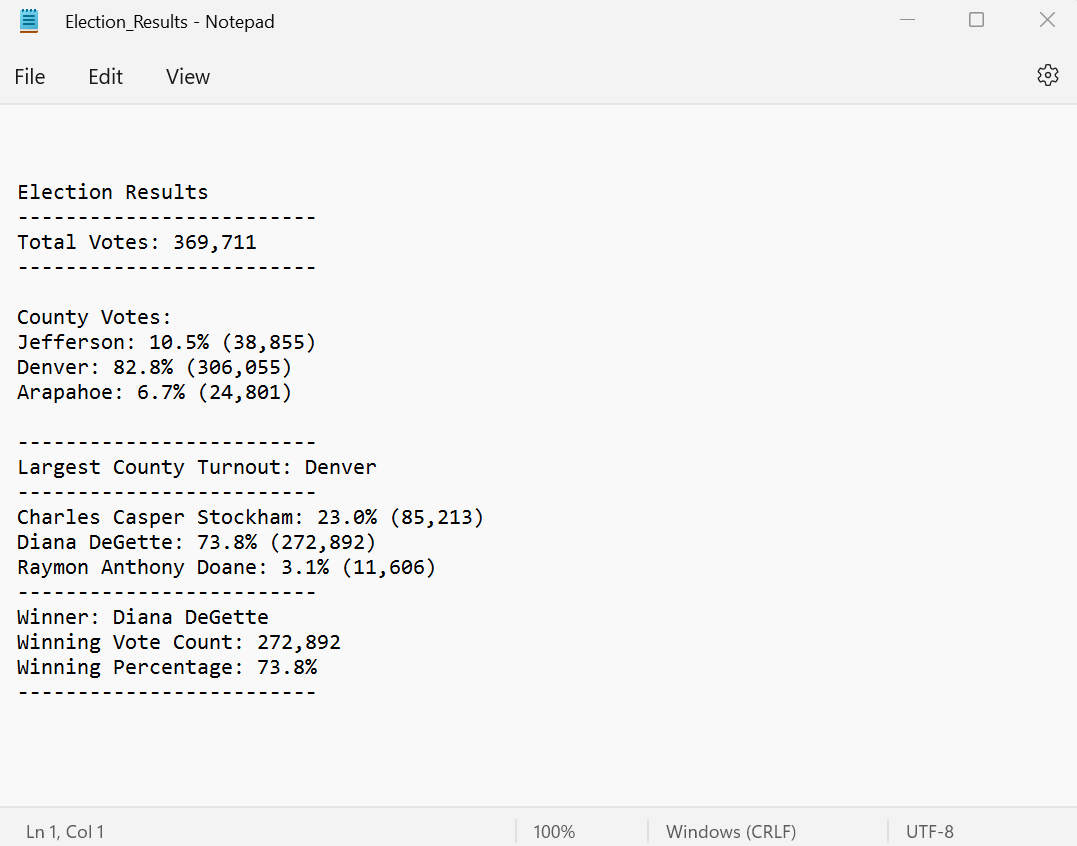 Election_Results - Notepad
File Edit View
Election Results
-------------------------
Total Votes: 369,711
-------------------------
County Votes:
Jefferson: 10.5% (38,855)
Denver: 82.8% (306,055)
Arapahoe: 6.7% (24,801)
-------------------------
Largest County Turnout: Denver
-------------------------
Charles Casper Stockham: 23.0% (85,213)
Diana DeGette: 73.8% (272,892)
Raymon Anthony Doane: 3.1% (11,606)
-------------------------
Winner: Diana DeGette
Winning Vote Count: 272,892
Winning Percentage: 73.8%
-------------------------
Ln 1, Col 1 100% Windows (CRLF) UTF-8